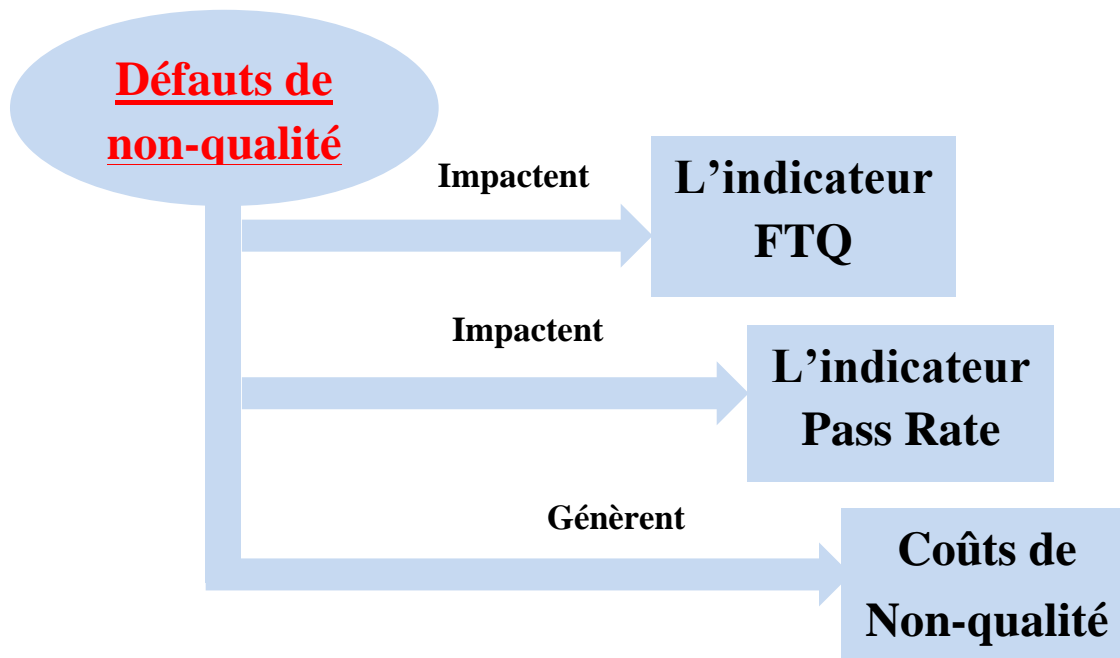 Défauts de
non-qualité
Impactent
L’indicateur
FTQ
Impactent
L’indicateur
Pass Rate
Génèrent
Coûts de
Non-qualité